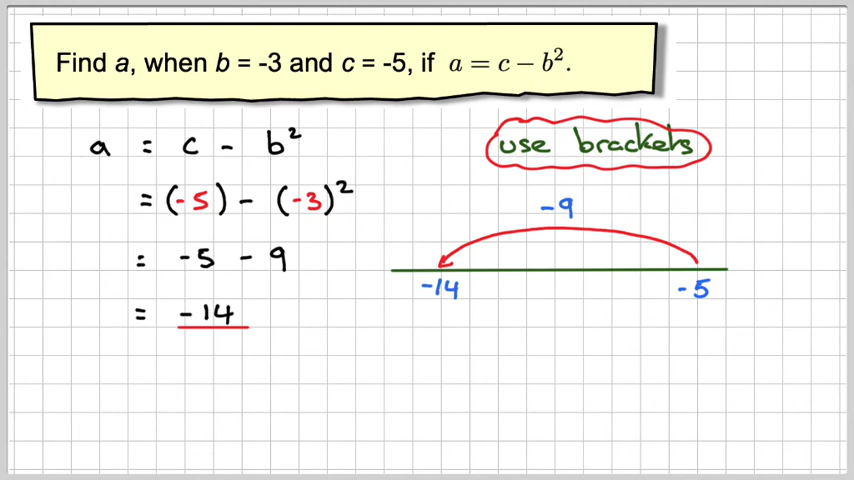 Find a, when b = -3 and c = -5, if a = c − b².
a = c - b²
use brackets
= (-5) - (-3)²
-9
= -5 - 9
-14 -5
= -14